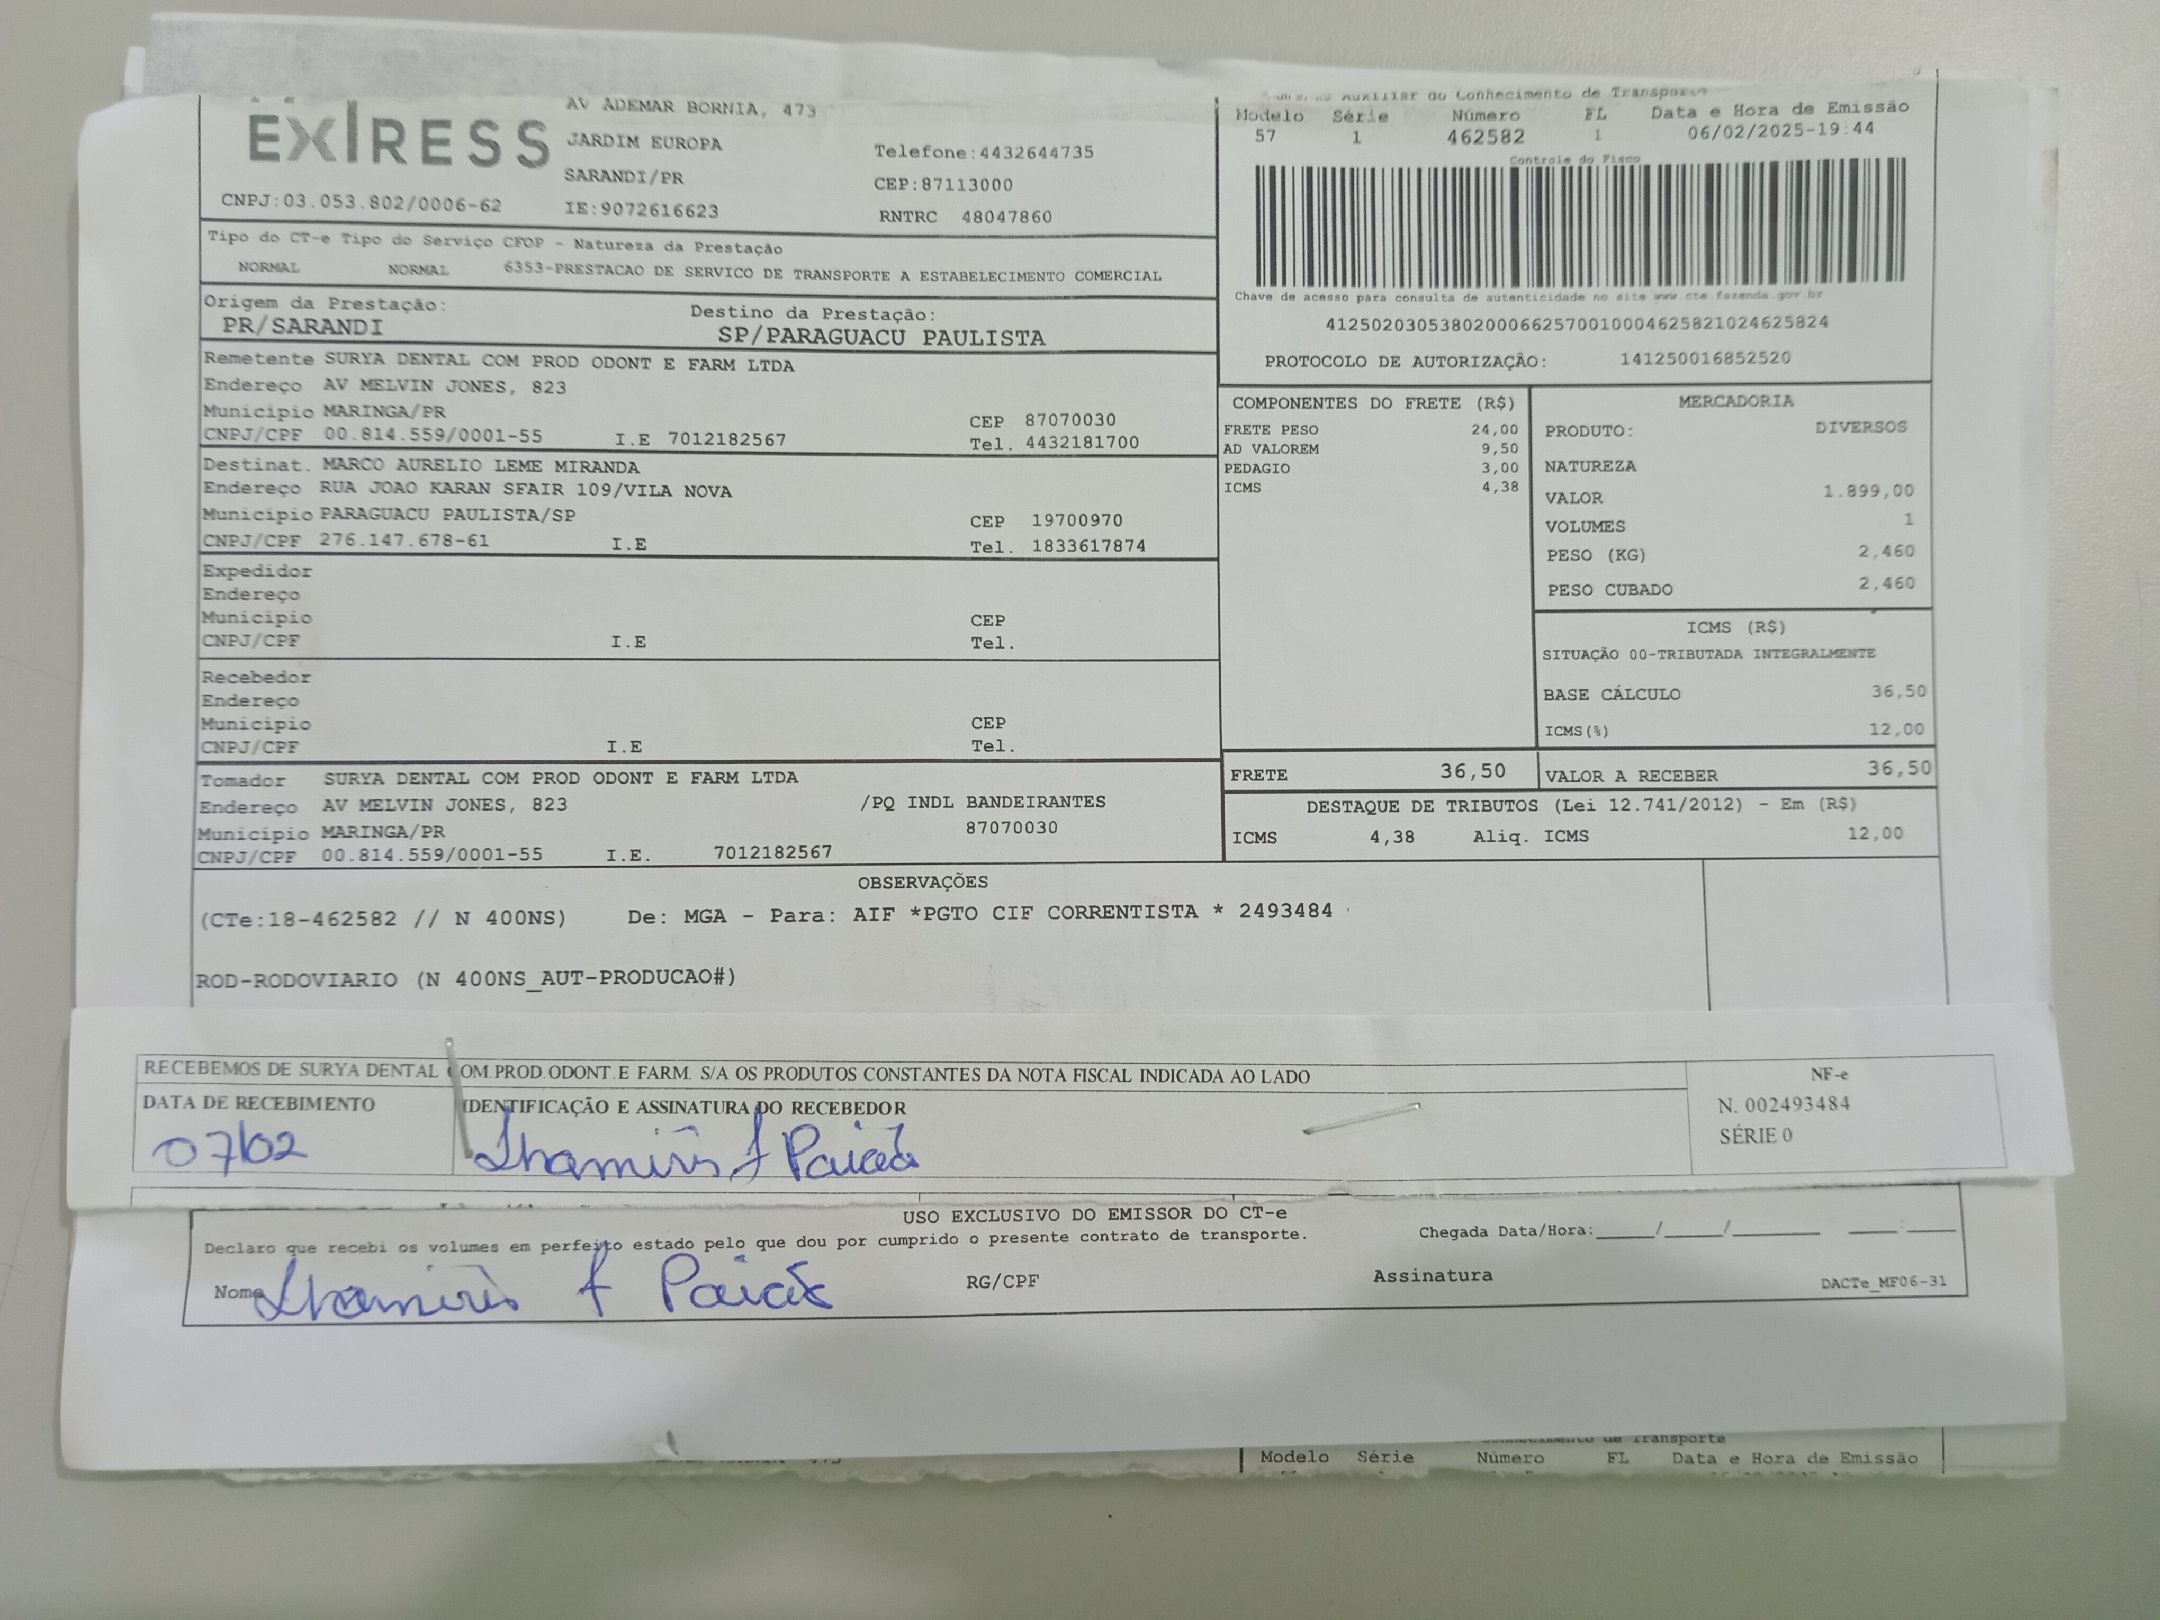 EXPRESS
CNPJ:03.053.802/0006-62
AV ADEMAR BORNIA, 473
JARDIM EUROPA
SARANDI/PR
IE:9072616623
Telefone:4432644735
CEP:87113000
RNTRC 48047860
Auxiliar do Conhecimento de Transporte
Modelo Série Número FL Data e Hora de Emissão
57 1 462582 1 06/02/2025-19:44
Controle do Fisco
Chave de acesso para consulta de autenticidade no site www.cte.fazenda.gov.br
41250203053802000662570010004625821024625824
PROTOCOLO DE AUTORIZAÇÃO: 141250016852520
Tipo do CT-e Tipo do Serviço CFOP - Natureza da Prestação
NORMAL NORMAL 6353-PRESTACAO DE SERVICO DE TRANSPORTE A ESTABELECIMENTO COMERCIAL
Origem da Prestação: Destino da Prestação:
PR/SARANDI SP/PARAGUACU PAULISTA
Remetente SURYA DENTAL COM PROD ODONT E FARM LTDA
Endereço AV MELVIN JONES, 823
Município MARINGA/PR CEP 87070030
CNPJ/CPF 00.814.559/0001-55 I.E 7012182567 Tel. 4432181700
Destinat. MARCO AURELIO LEME MIRANDA
Endereço RUA JOAO KARAN SFAIR 109/VILA NOVA
Município PARAGUACU PAULISTA/SP CEP 19700970
CNPJ/CPF 276.147.678-61 I.E Tel. 1833617874
Expedidor
Endereço
Município CEP
CNPJ/CPF I.E Tel.
Recebedor
Endereço
Município CEP
CNPJ/CPF I.E Tel.
Tomador SURYA DENTAL COM PROD ODONT E FARM LTDA
Endereço AV MELVIN JONES, 823 /PQ INDL BANDEIRANTES
Município MARINGA/PR 87070030
CNPJ/CPF 00.814.559/0001-55 I.E. 7012182567
COMPONENTES DO FRETE (R$)
FRETE PESO 24,00
AD VALOREM 9,50
PEDAGIO 3,00
ICMS 4,38
MERCADORIA
PRODUTO: DIVERSOS
NATUREZA
VALOR 1.899,00
VOLUMES 1
PESO (KG) 2,460
PESO CUBADO 2,460
ICMS (R$)
SITUAÇÃO 00-TRIBUTADA INTEGRALMENTE
BASE CÁLCULO 36,50
ICMS(%) 12,00
FRETE 36,50 VALOR A RECEBER 36,50
DESTAQUE DE TRIBUTOS (Lei 12.741/2012) - Em (R$)
ICMS 4,38 Aliq. ICMS 12,00
OBSERVAÇÕES
(CTe:18-462582 // N 400NS) De: MGA - Para: AIF *PGTO CIF CORRENTISTA * 2493484
ROD-RODOVIARIO (N 400NS_AUT-PRODUCAO#)
RECEBEMOS DE SURYA DENTAL COM.PROD.ODONT.E FARM. S/A OS PRODUTOS CONSTANTES DA NOTA FISCAL INDICADA AO LADO
DATA DE RECEBIMENTO IDENTIFICAÇÃO E ASSINATURA DO RECEBEDOR
07/02 Thamiris f Paixão
NF-e
N. 002493484
SÉRIE 0
USO EXCLUSIVO DO EMISSOR DO CT-e
Declaro que recebi os volumes em perfeito estado pelo que dou por cumprido o presente contrato de transporte. Chegada Data/Hora:____/____/______ ____:____
Nome Thamiris f Paixão RG/CPF Assinatura DACTe_MF06-31
de Transporte
Modelo Série Número FL Data e Hora de Emissão